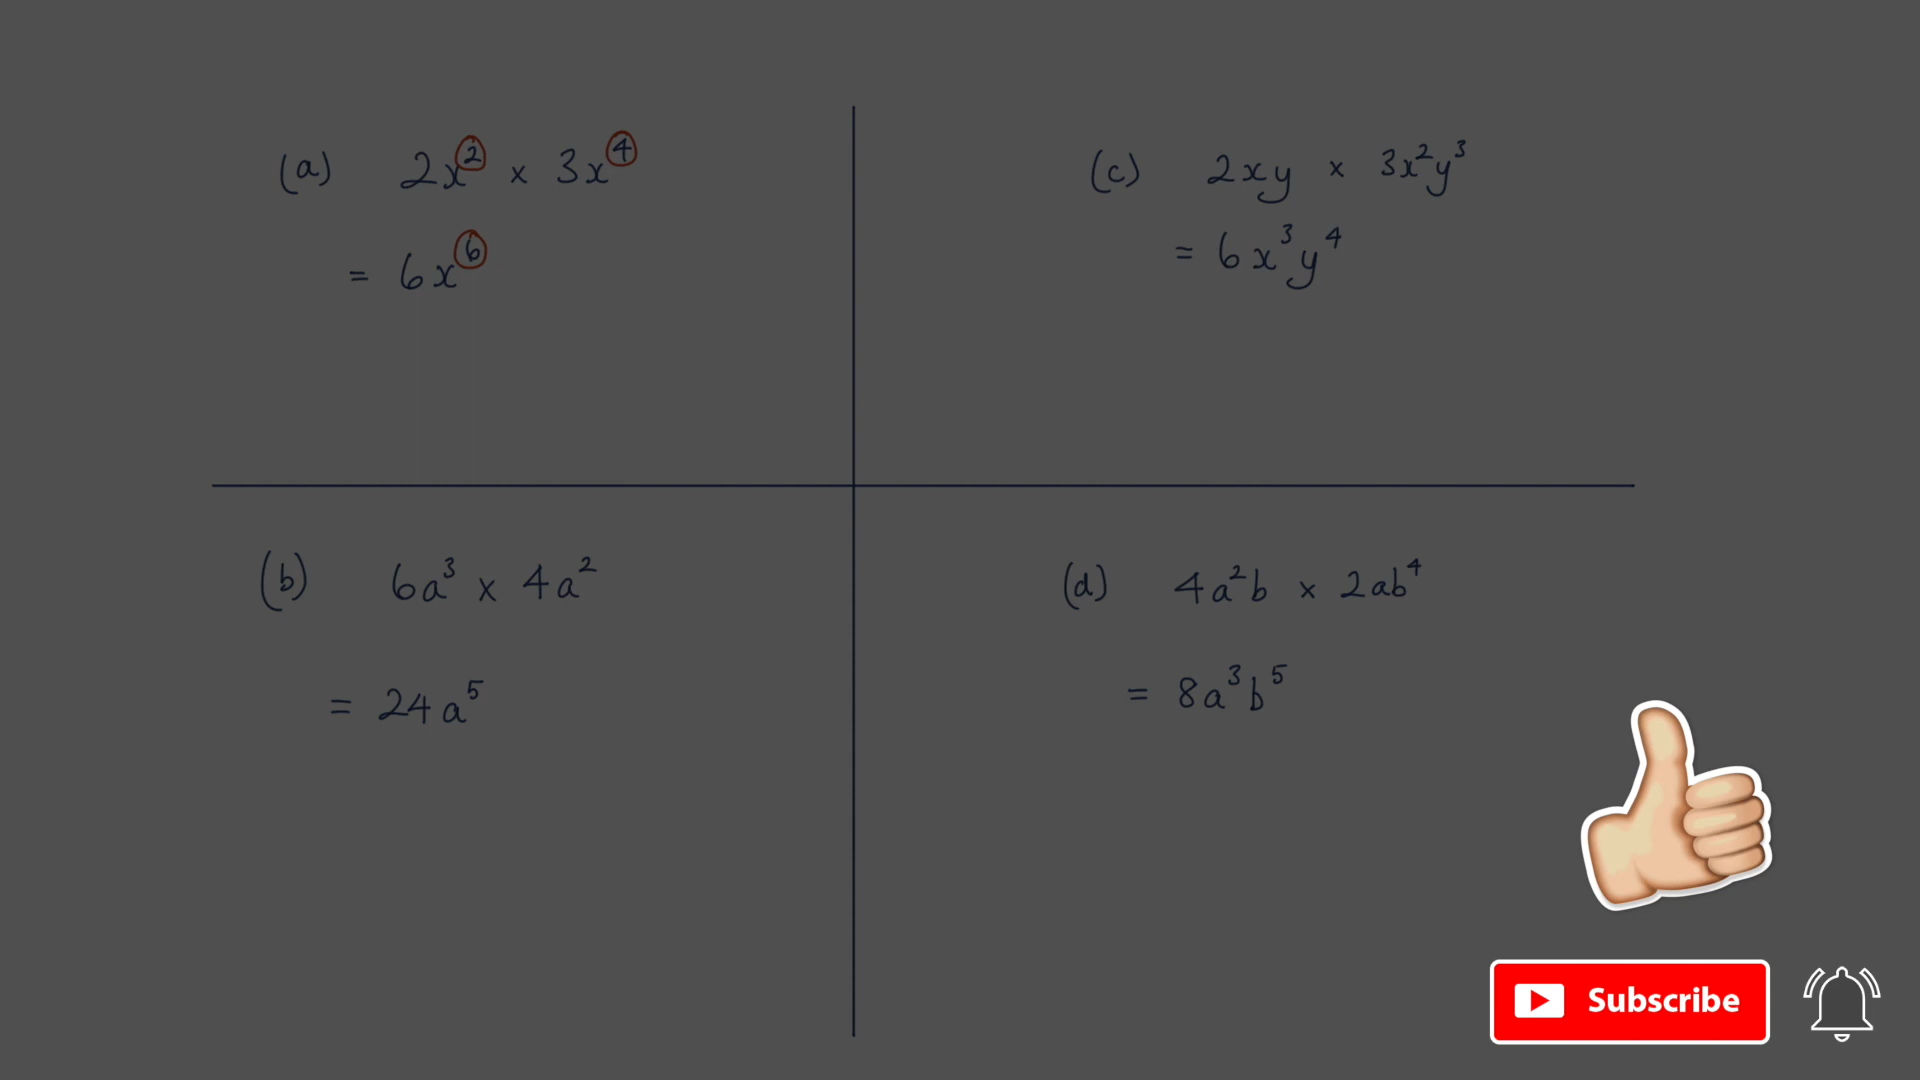 (a) 2x² × 3x⁴
= 6x⁶
(c) 2xy × 3x²y³
= 6x³y⁴
(b) 6a³ × 4a²
= 24a⁵
(d) 4a²b × 2ab⁴
= 8a³b⁵
Subscribe